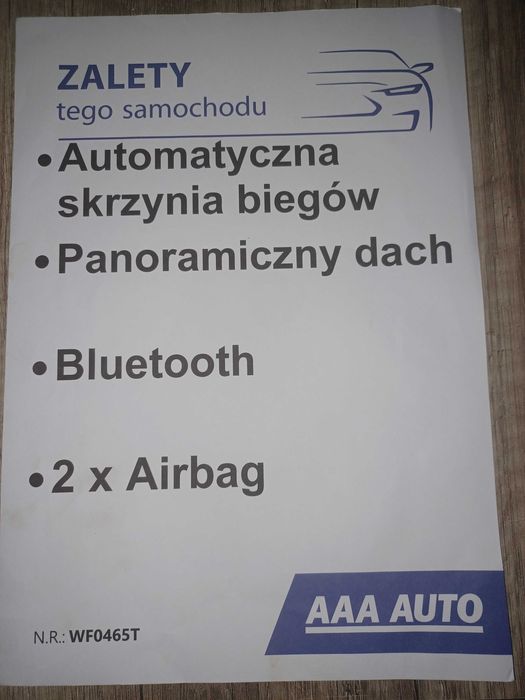 ZALETY
tego samochodu
• Automatyczna
skrzynia biegów
• Panoramiczny dach
• Bluetooth
• 2 x Airbag
N.R.: WF0465T
AAA AUTO